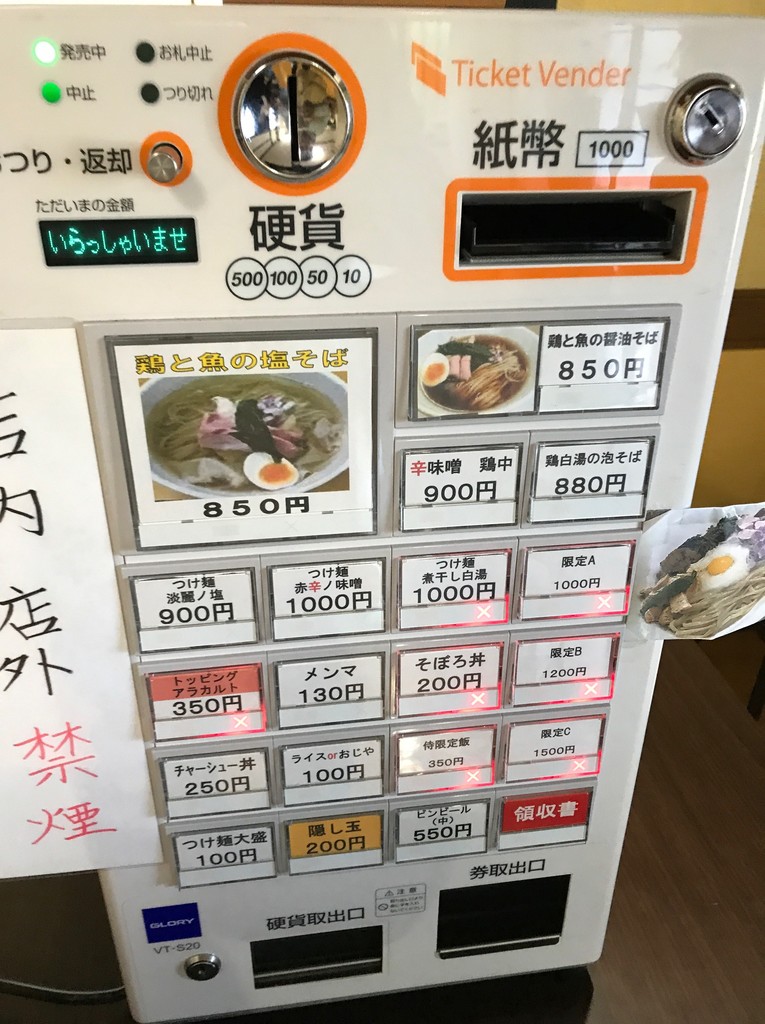 発売中
お札中止
中止
つり切れ
つり・返却
ただいまの金額
いらっしゃいませ
硬貨
500 100 50 10
Ticket Vender
紙幣 1000
鶏と魚の塩そば
850円
鶏と魚の醤油そば
850円
辛味噌 鶏中
900円
鶏白湯の泡そば
880円
つけ麺
淡麗ノ塩
900円
つけ麺
赤辛ノ味噌
1000円
つけ麺
煮干し白湯
1000円
限定A
1000円
トッピング
アラカルト
350円
メンマ
130円
そぼろ丼
200円
限定B
1200円
チャーシュー丼
250円
ライスorおじや
100円
侍限定飯
350円
限定C
1500円
つけ麺大盛
100円
隠し玉
200円
ビンビール
(中)
550円
領収書
店内 店外 禁煙
GLORY
VT-S20
硬貨取出口
注意
券取出口